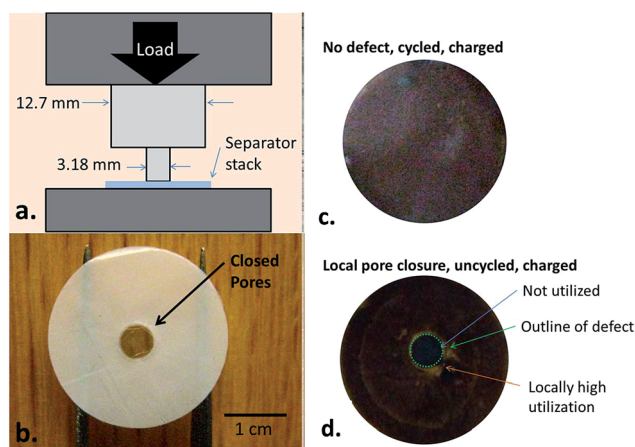 Load
12.7 mm
3.18 mm
Separator
stack
a.
Closed
Pores
1 cm
b.
No defect, cycled, charged
c.
Local pore closure, uncycled, charged
Not utilized
Outline of defect
Locally high
utilization
d.